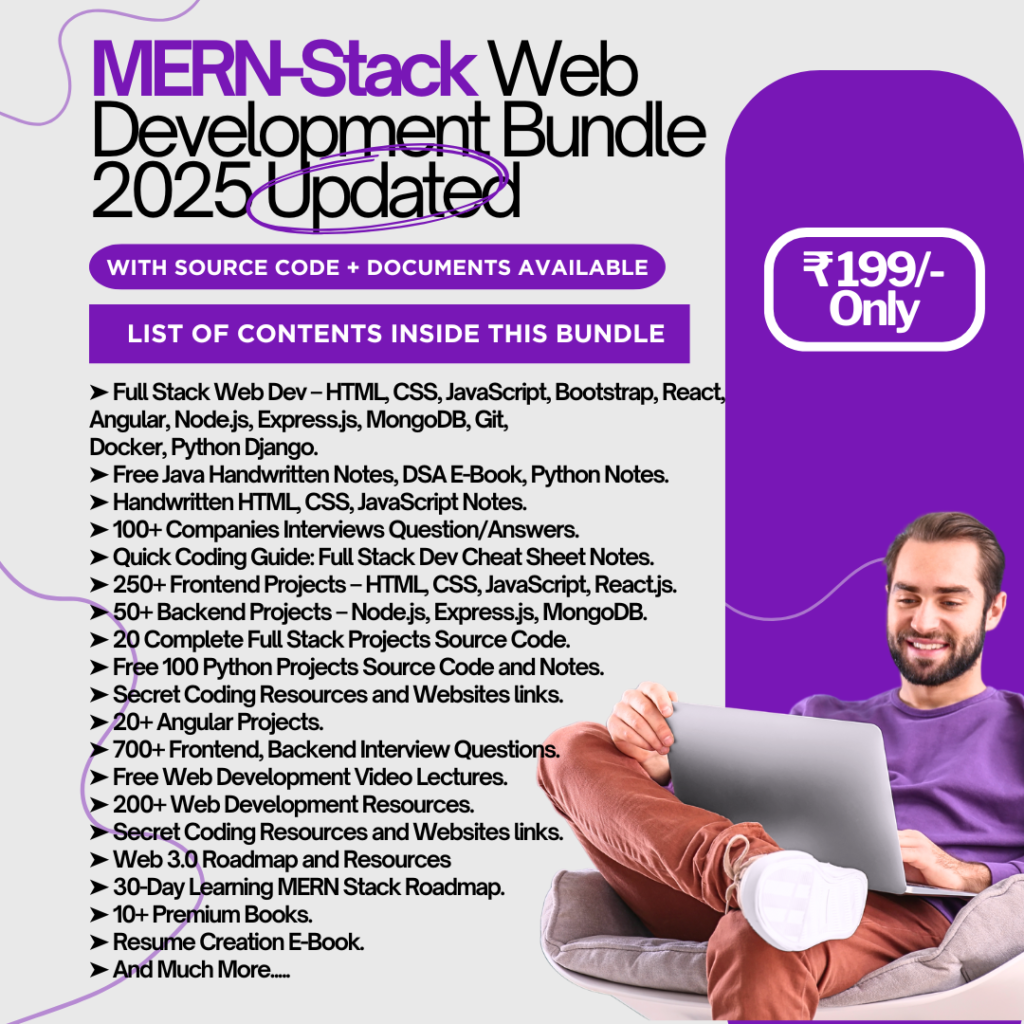 MERN-Stack Web
Development Bundle
2025 Updated
WITH SOURCE CODE + DOCUMENTS AVAILABLE
LIST OF CONTENTS INSIDE THIS BUNDLE
➤ Full Stack Web Dev – HTML, CSS, JavaScript, Bootstrap, React,
Angular, Node.js, Express.js, MongoDB, Git,
Docker, Python Django.
➤ Free Java Handwritten Notes, DSA E-Book, Python Notes.
➤ Handwritten HTML, CSS, JavaScript Notes.
➤ 100+ Companies Interviews Question/Answers.
➤ Quick Coding Guide: Full Stack Dev Cheat Sheet Notes.
➤ 250+ Frontend Projects – HTML, CSS, JavaScript, React.js.
➤ 50+ Backend Projects – Node.js, Express.js, MongoDB.
➤ 20 Complete Full Stack Projects Source Code.
➤ Free 100 Python Projects Source Code and Notes.
➤ Secret Coding Resources and Websites links.
➤ 20+ Angular Projects.
➤ 700+ Frontend, Backend Interview Questions.
➤ Free Web Development Video Lectures.
➤ 200+ Web Development Resources.
➤ Secret Coding Resources and Websites links.
➤ Web 3.0 Roadmap and Resources
➤ 30-Day Learning MERN Stack Roadmap.
➤ 10+ Premium Books.
➤ Resume Creation E-Book.
➤ And Much More.....
₹199/-
Only